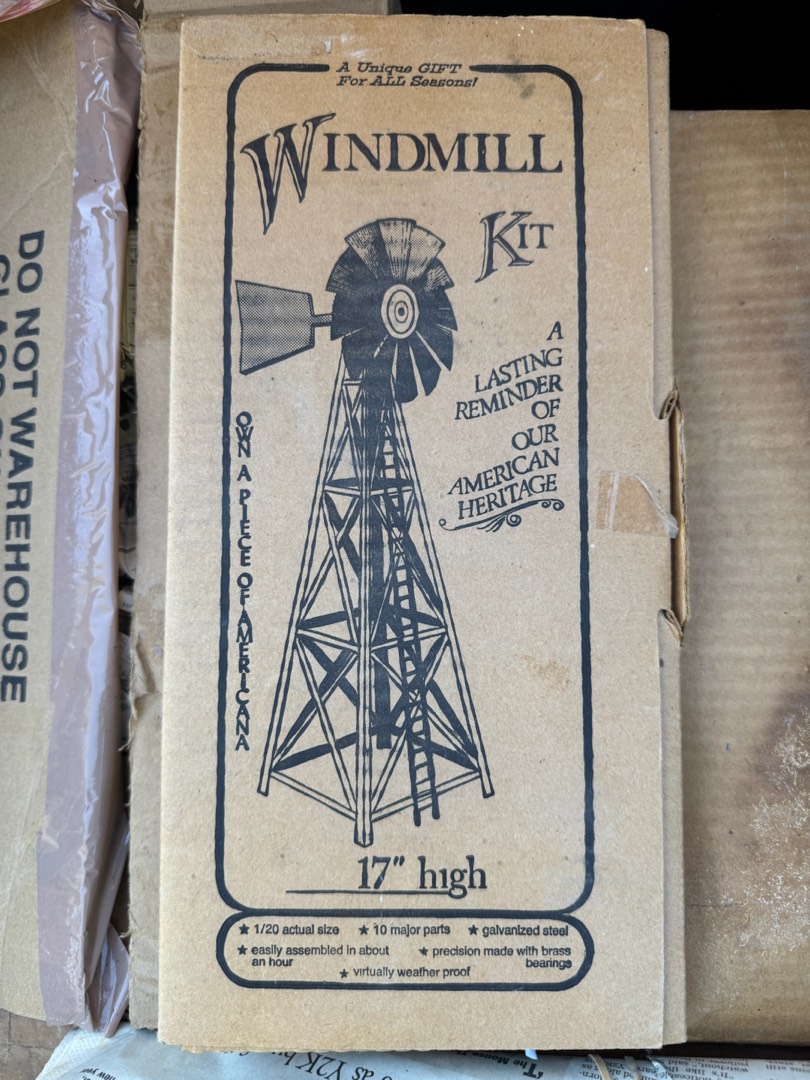 A Unique GIFT
For ALL Seasons!
WINDMILL
KIT
A
LASTING
REMINDER
OF
OUR
AMERICAN
HERITAGE
OWN A PIECE OF AMERICANA
17" high
★ 1/20 actual size ★ 10 major parts ★ galvanized steel
★ easily assembled in about an hour
★ precision made with brass bearings
★ virtually weather proof
DO NOT WAREHOUSE
as Y2K